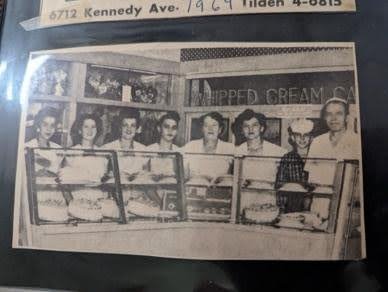 6712 Kennedy Ave. 1969 Tilden 4-6815
WHIPPED CREAM CA